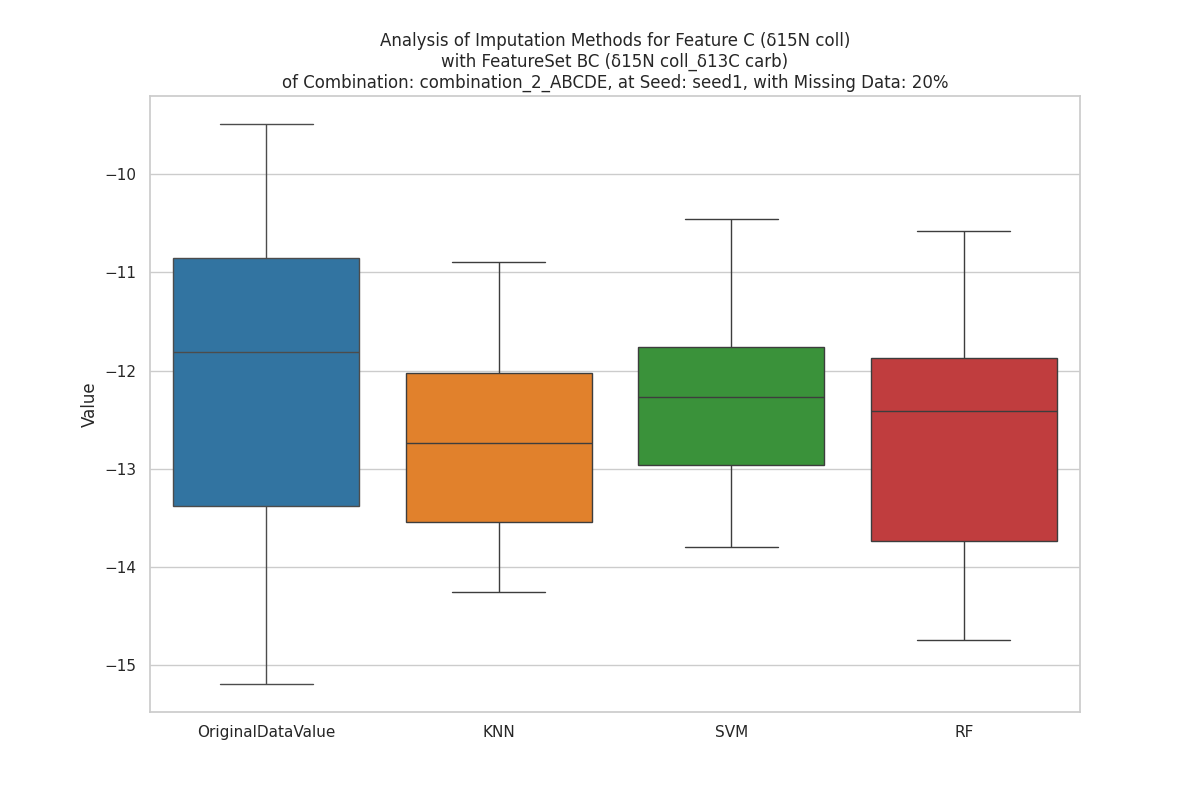 Analysis of Imputation Methods for Feature C (δ15N coll)
with FeatureSet BC (δ15N coll_δ13C carb)
of Combination: combination_2_ABCDE, at Seed: seed1, with Missing Data: 20%
Value
−10
−11
−12
−13
−14
−15
OriginalDataValue
KNN
SVM
RF